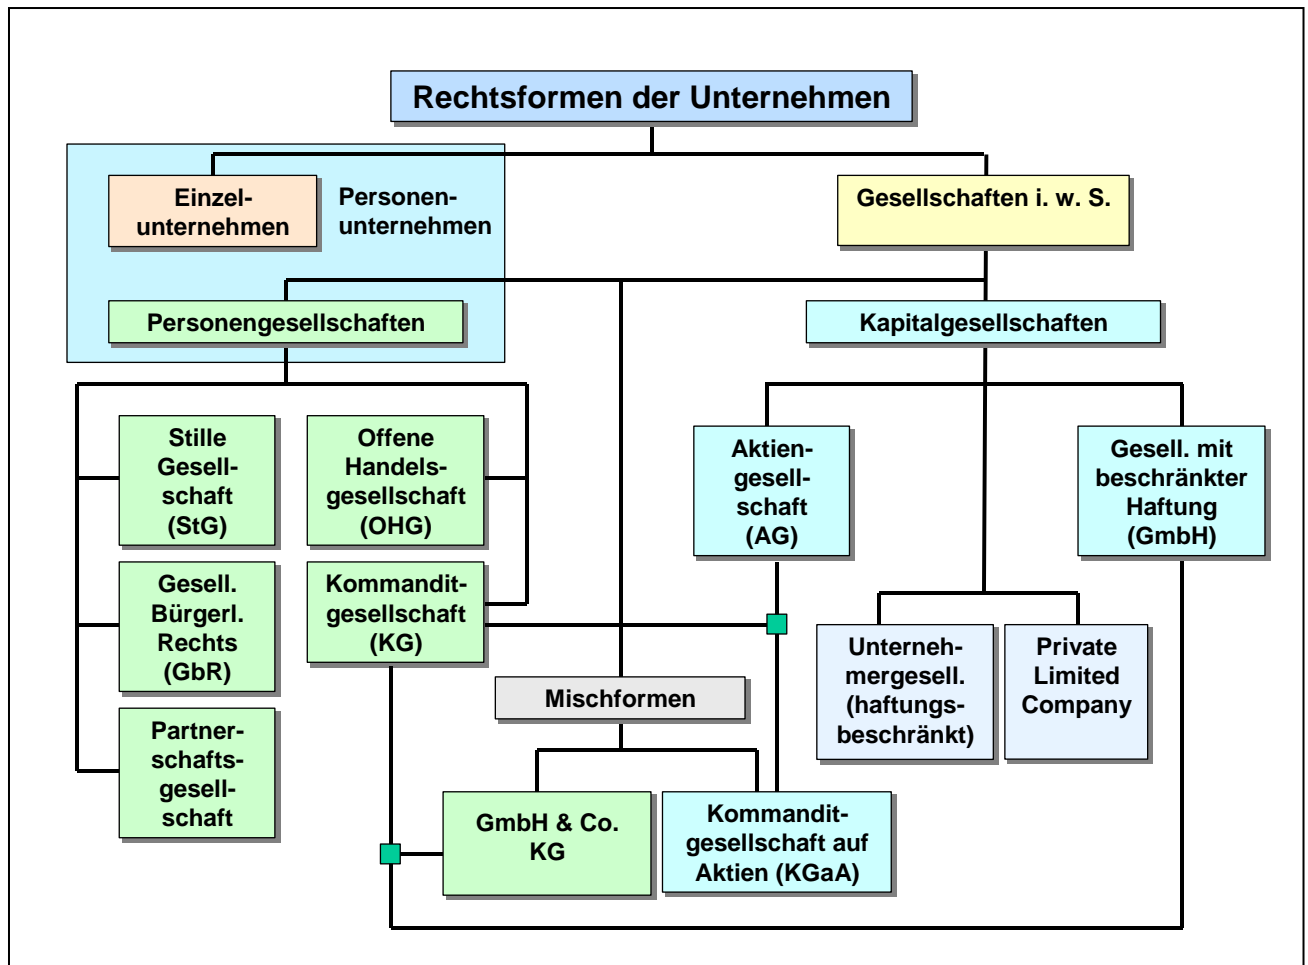 Rechtsformen der Unternehmen
Einzel-
unternehmen
Personen-
unternehmen
Gesellschaften i. w. S.
Personengesellschaften
Kapitalgesellschaften
Stille
Gesell-
schaft
(StG)
Offene
Handels-
gesellschaft
(OHG)
Aktien-
gesell-
schaft
(AG)
Gesell. mit
beschränkter
Haftung
(GmbH)
Gesell.
Bürgerl.
Rechts
(GbR)
Kommandit-
gesellschaft
(KG)
Unterneh-
mergesell.
(haftungs-
beschränkt)
Private
Limited
Company
Mischformen
Partner-
schafts-
gesell-
schaft
GmbH & Co.
KG
Kommandit-
gesellschaft auf
Aktien (KGaA)